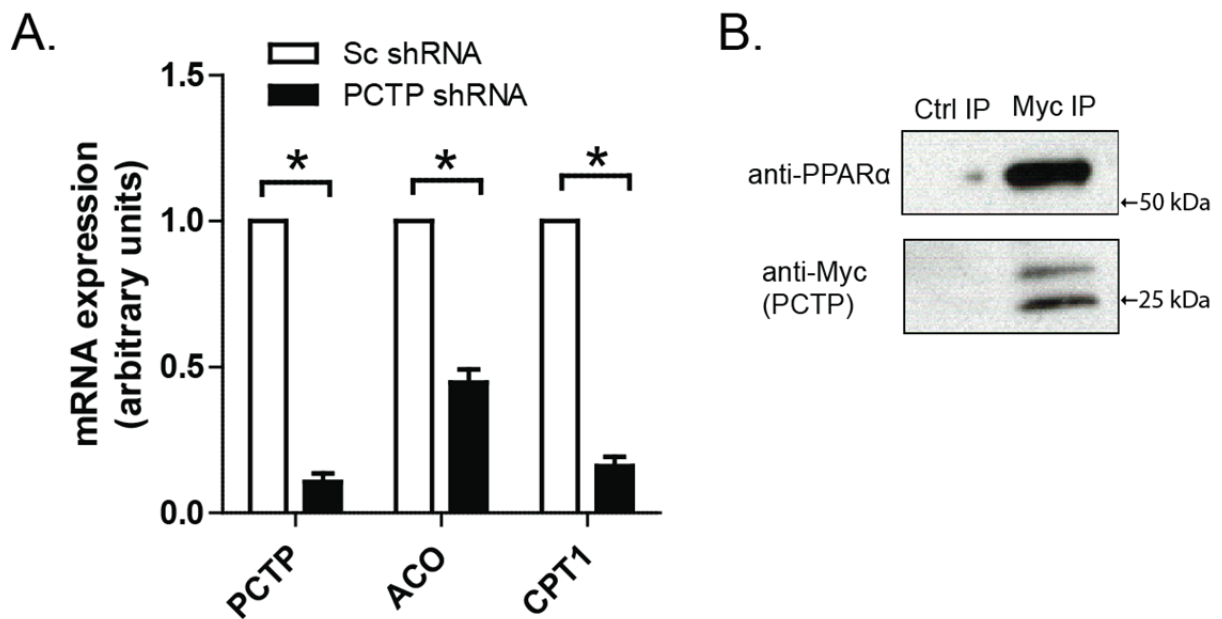 A.
Sc shRNA
PCTP shRNA
mRNA expression
(arbitrary units)
1.5
1.0
0.5
0.0
*
*
*
PCTP
ACO
CPT1
B.
Ctrl IP Myc IP
anti-PPARα
←50 kDa
anti-Myc
(PCTP)
←25 kDa